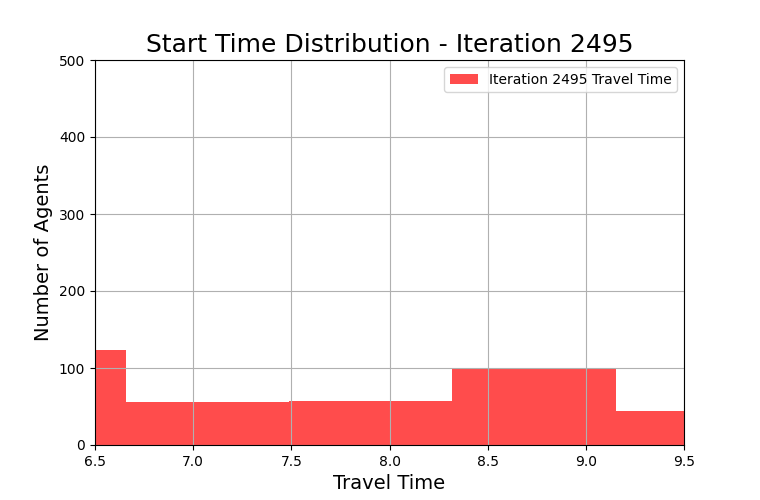 Start Time Distribution - Iteration 2495
Iteration 2495 Travel Time
Number of Agents
500
400
300
200
100
0
6.5 7.0 7.5 8.0 8.5 9.0 9.5
Travel Time